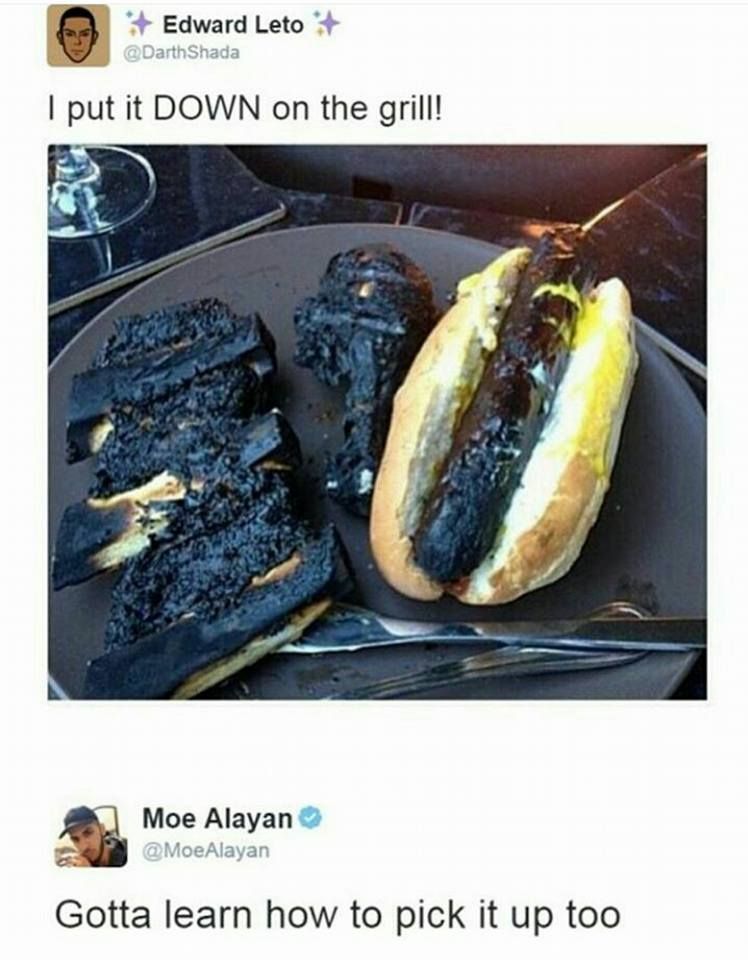 Edward Leto
@DarthShada
I put it DOWN on the grill!
Moe Alayan
@MoeAlayan
Gotta learn how to pick it up too